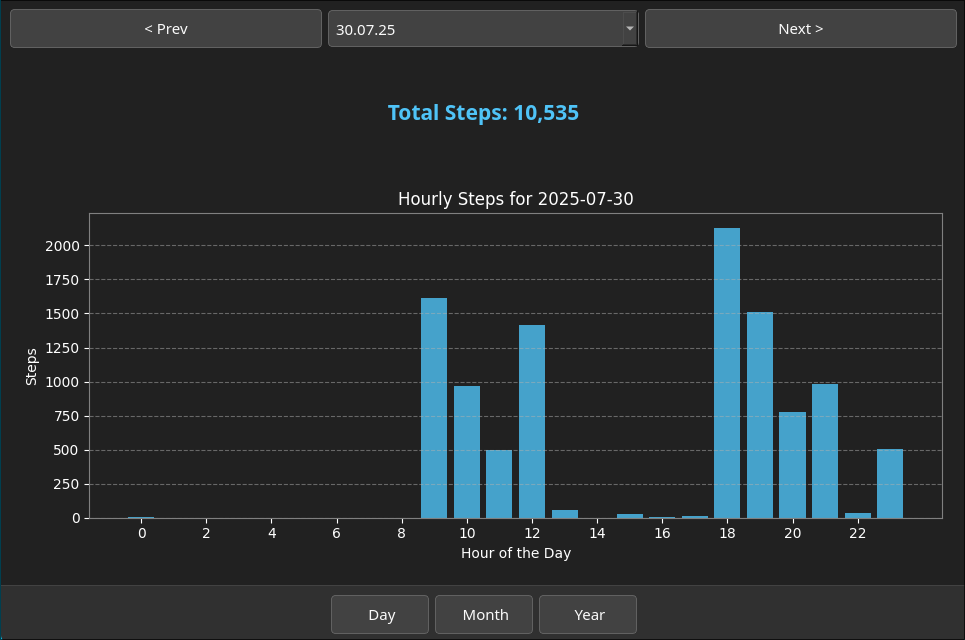 < Prev
30.07.25
Next >
Total Steps: 10,535
Hourly Steps for 2025-07-30
2000
1750
1500
1250
1000
750
500
250
0
Steps
0 2 4 6 8 10 12 14 16 18 20 22
Hour of the Day
Day Month Year